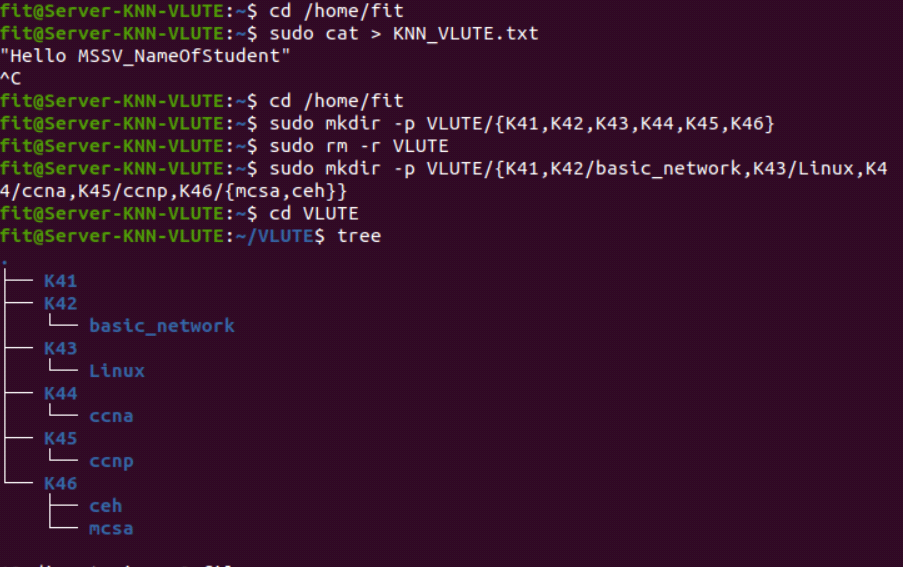 fit@Server-KNN-VLUTE:~$ cd /home/fit
fit@Server-KNN-VLUTE:~$ sudo cat > KNN_VLUTE.txt
"Hello MSSV_NameOfStudent"
^C
fit@Server-KNN-VLUTE:~$ cd /home/fit
fit@Server-KNN-VLUTE:~$ sudo mkdir -p VLUTE/{K41,K42,K43,K44,K45,K46}
fit@Server-KNN-VLUTE:~$ sudo rm -r VLUTE
fit@Server-KNN-VLUTE:~$ sudo mkdir -p VLUTE/{K41,K42/basic_network,K43/Linux,K4
4/ccna,K45/ccnp,K46/{mcsa,ceh}}
fit@Server-KNN-VLUTE:~$ cd VLUTE
fit@Server-KNN-VLUTE:~/VLUTE$ tree
.
├── K41
├── K42
│   └── basic_network
├── K43
│   └── Linux
├── K44
│   └── ccna
├── K45
│   └── ccnp
└── K46
    ├── ceh
    └── mcsa